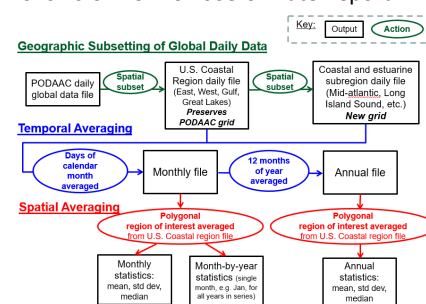 Key:
Output
Action
Geographic Subsetting of Global Daily Data
PODAAC daily
global data file
Spatial
subset
U.S. Coastal
Region daily file
(East, West, Gulf,
Great Lakes)
Preserves
PODAAC grid
Spatial
subset
Coastal and estuarine
subregion daily file
(Mid-atlantic, Long
Island Sound, etc.)
New grid
Temporal Averaging
Days of
calendar
month
averaged
Monthly file
12 months
of year
averaged
Annual file
Spatial Averaging
Polygonal
region of interest averaged
from U.S. Coastal region file
Polygonal
region of interest averaged
from U.S. Coastal region file
Monthly
statistics:
mean, std dev,
median
Month-by-year
statistics (single
month, e.g. Jan, for
all years in series)
Annual
statistics:
mean, std dev,
median